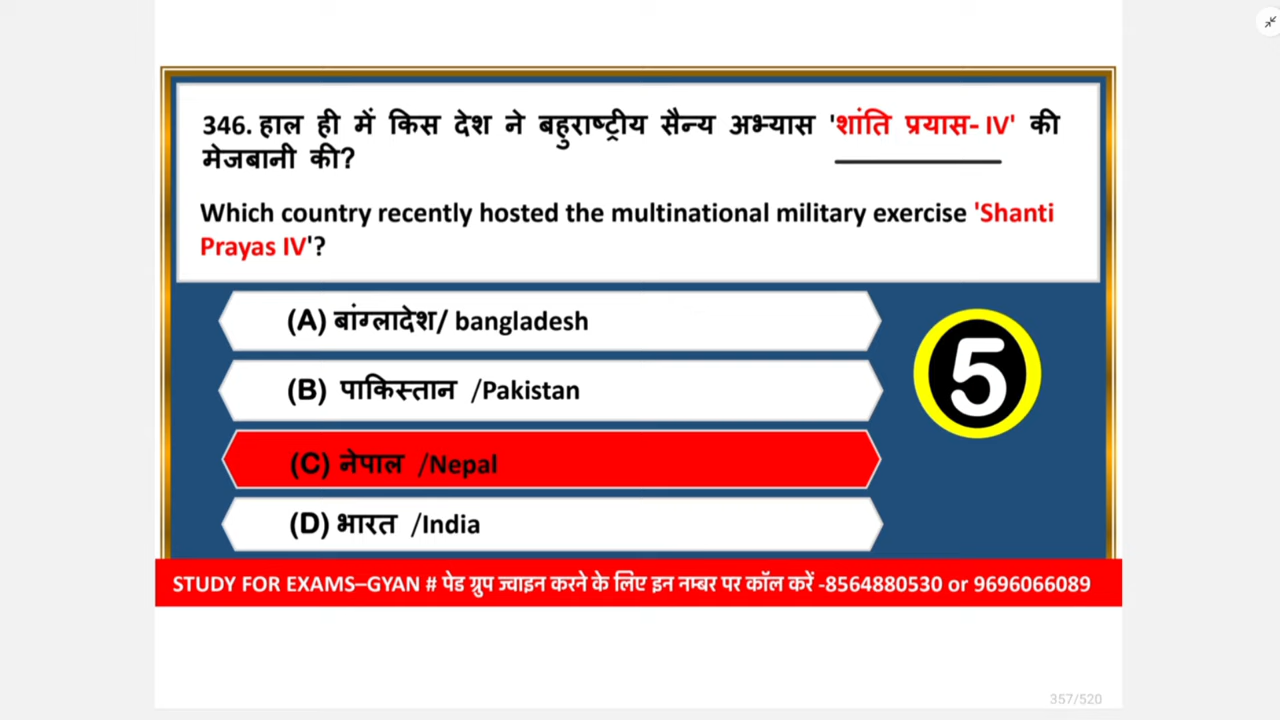 346. हाल ही में किस देश ने बहुराष्ट्रीय सैन्य अभ्यास 'शांति प्रयास- IV' की
मेजबानी की?
Which country recently hosted the multinational military exercise 'Shanti
Prayas IV'?
(A) बांग्लादेश/ bangladesh
(B) पाकिस्तान /Pakistan
5
(C) नेपाल /Nepal
(D) भारत /India
STUDY FOR EXAMS–GYAN # पेड ग्रुप ज्वाइन करने के लिए इन नम्बर पर कॉल करें -8564880530 or 9696066089
357/520